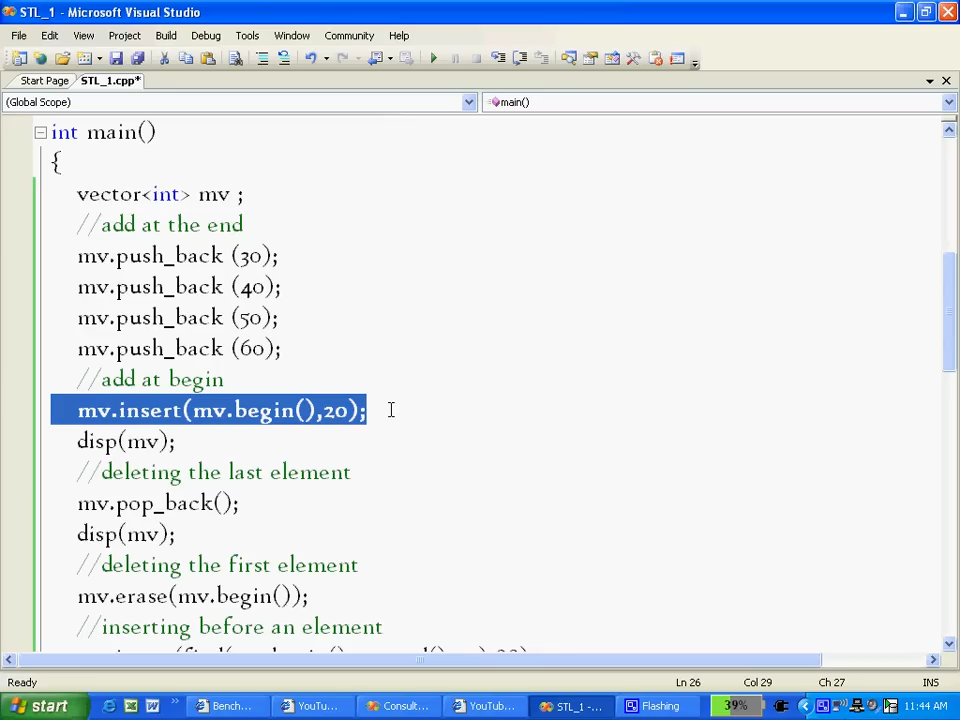 STL_1 - Microsoft Visual Studio
File Edit View Project Build Debug Tools Window Community Help
Start Page STL_1.cpp*
(Global Scope) main()
int main()
{
vector<int> mv ;
//add at the end
mv.push_back (30);
mv.push_back (40);
mv.push_back (50);
mv.push_back (60);
//add at begin
mv.insert(mv.begin(),20);
disp(mv);
//deleting the last element
mv.pop_back();
disp(mv);
//deleting the first element
mv.erase(mv.begin());
//inserting before an element
Ready Ln 26 Col 29 Ch 27 INS
start Bench... YouTu... Consult... YouTub... STL_1 -... Flashing 39% 11:44 AM